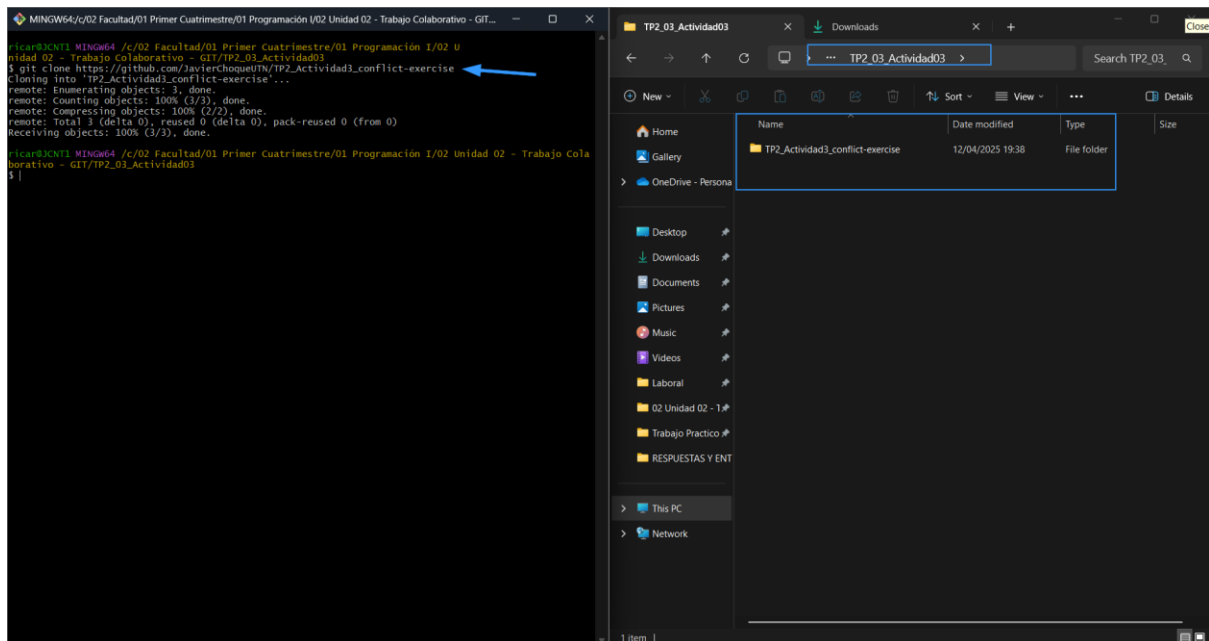 MINGW64:/c/02 Facultad/01 Primer Cuatrimestre/01 Programación I/02 Unidad 02 - Trabajo Colaborativo - GIT...
ricar@JCNT1 MINGW64 /c/02 Facultad/01 Primer Cuatrimestre/01 Programación I/02 U
nidad 02 - Trabajo Colaborativo - GIT/TP2_03_Actividad03
$ git clone https://github.com/JavierChoqueUTN/TP2_Actividad3_conflict-exercise
Cloning into 'TP2_Actividad3_conflict-exercise'...
remote: Enumerating objects: 3, done.
remote: Counting objects: 100% (3/3), done.
remote: Compressing objects: 100% (2/2), done.
remote: Total 3 (delta 0), reused 0 (delta 0), pack-reused 0 (from 0)
Receiving objects: 100% (3/3), done.
ricar@JCNT1 MINGW64 /c/02 Facultad/01 Primer Cuatrimestre/01 Programación I/02 Unidad 02 - Trabajo Cola
borativo - GIT/TP2_03_Actividad03
$
TP2_03_Actividad03
Downloads
Close
TP2_03_Actividad03
Search TP2_03_
New
Sort
View
Details
Name Date modified Type Size
TP2_Actividad3_conflict-exercise 12/04/2025 19:38 File folder
Home
Gallery
OneDrive - Persona
Desktop
Downloads
Documents
Pictures
Music
Videos
Laboral
02 Unidad 02 - 1
Trabajo Practico
RESPUESTAS Y ENT
This PC
Network
1 item